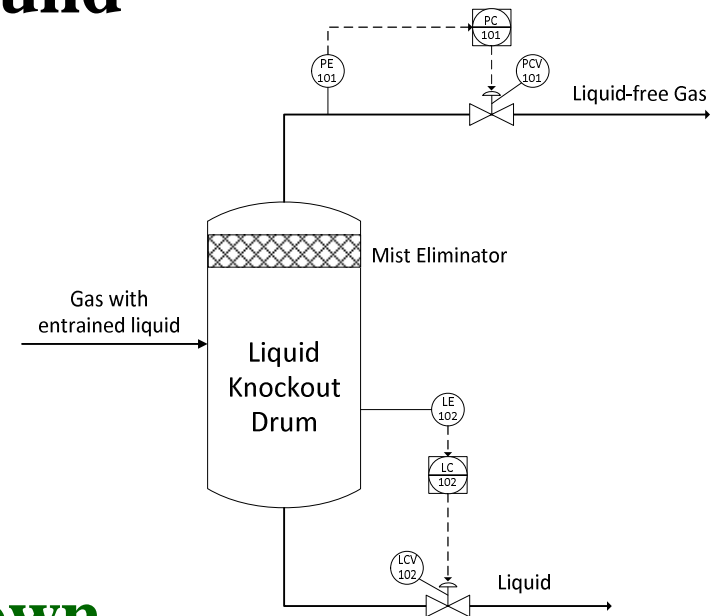 PC
101
PE
101
PCV
101
Liquid-free Gas
Mist Eliminator
Gas with
entrained liquid
Liquid
Knockout
Drum
LE
102
LC
102
LCV
102
Liquid